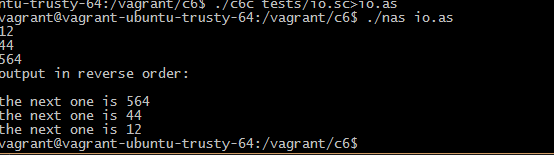 ntu-trusty-64:/vagrant/c6$ ./c6c tests/io.sc>io.as
vagrant@vagrant-ubuntu-trusty-64:/vagrant/c6$ ./nas io.as
12
44
564
output in reverse order:
the next one is 564
the next one is 44
the next one is 12
vagrant@vagrant-ubuntu-trusty-64:/vagrant/c6$